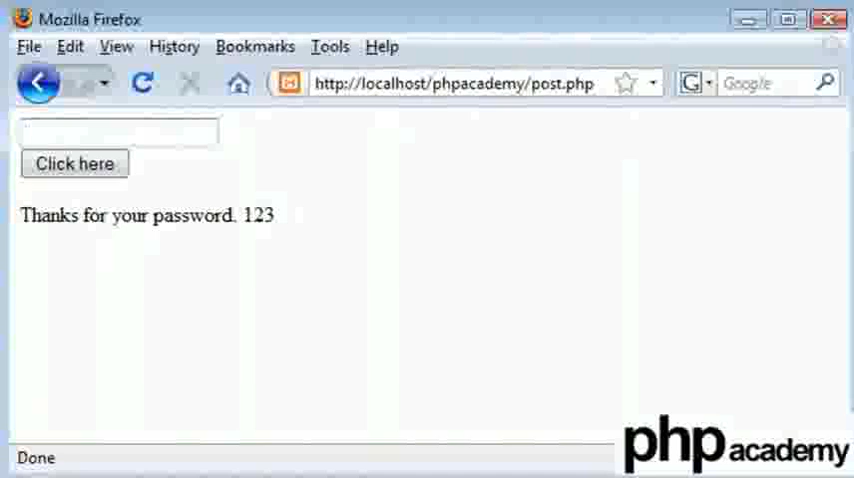 Mozilla Firefox
File Edit View History Bookmarks Tools Help
http://localhost/phpacademy/post.php G Google
Click here
Thanks for your password. 123
Done
php academy